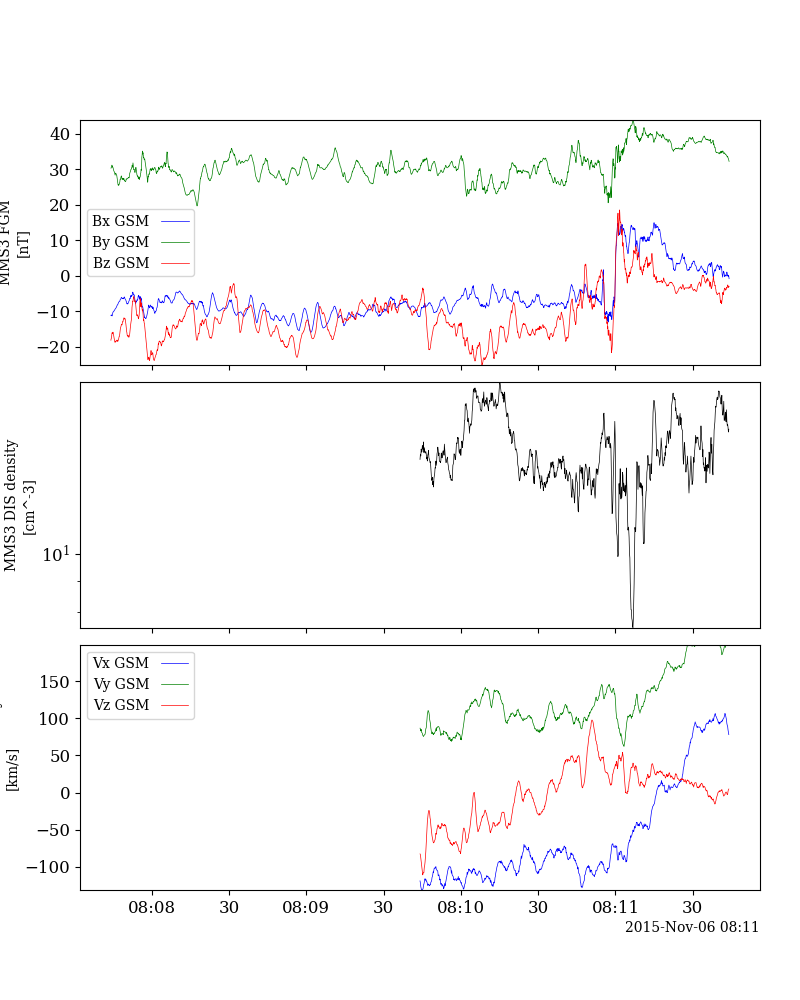 40
30
20
10
0
−10
−20
MMS3 FGM
[nT]
Bx GSM
By GSM
Bz GSM
10^1
MMS3 DIS density
[cm^-3]
150
100
50
0
−50
−100
[km/s]
Vx GSM
Vy GSM
Vz GSM
08:08 30 08:09 30 08:10 30 08:11 30
2015-Nov-06 08:11